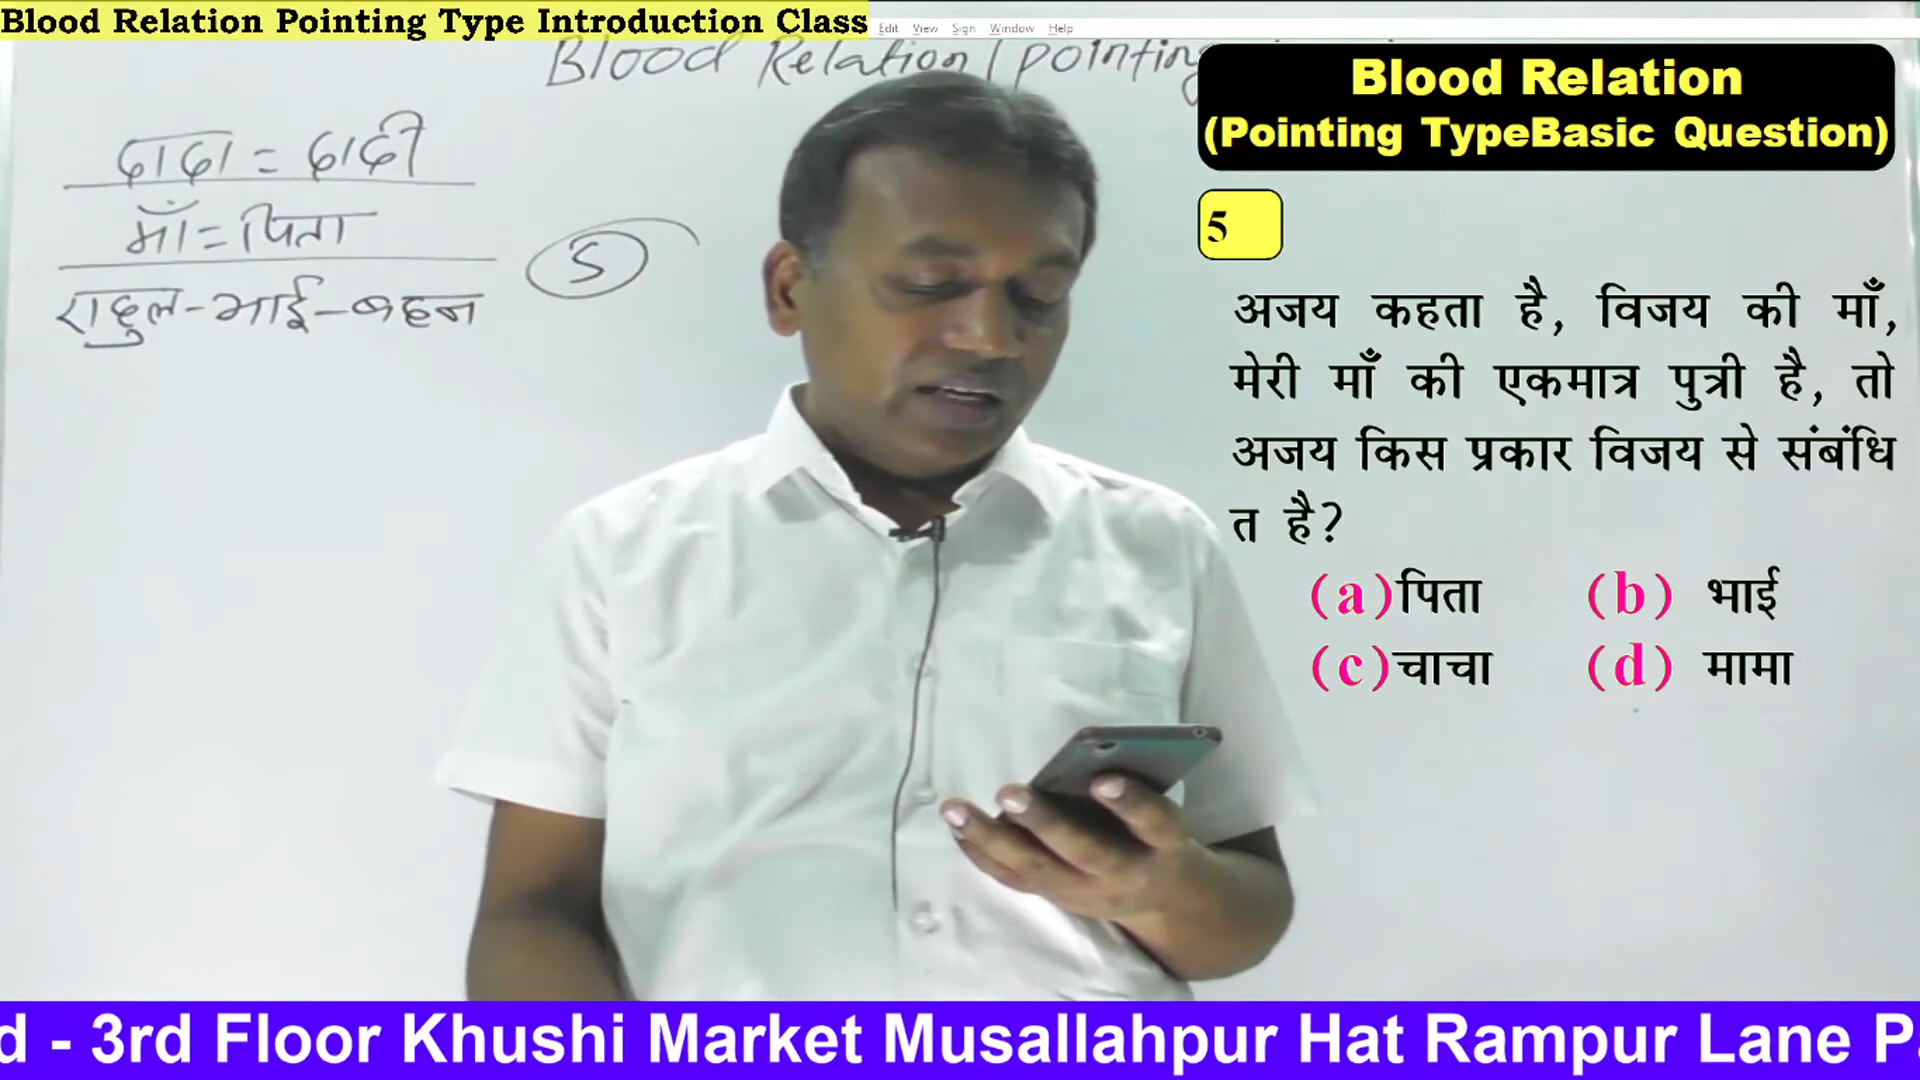 Blood Relation Pointing Type Introduction Class
Edit View Sign Window Help
Blood Relation / pointing
दादा = दादी
माँ = पिता
राहुल - भाई - बहन
5
Blood Relation
(Pointing TypeBasic Question)
5
अजय कहता है, विजय की माँ,
मेरी माँ की एकमात्र पुत्री है, तो
अजय किस प्रकार विजय से संबंधि
त है?
(a)पिता (b) भाई
(c)चाचा (d) मामा
d - 3rd Floor Khushi Market Musallahpur Hat Rampur Lane Pa